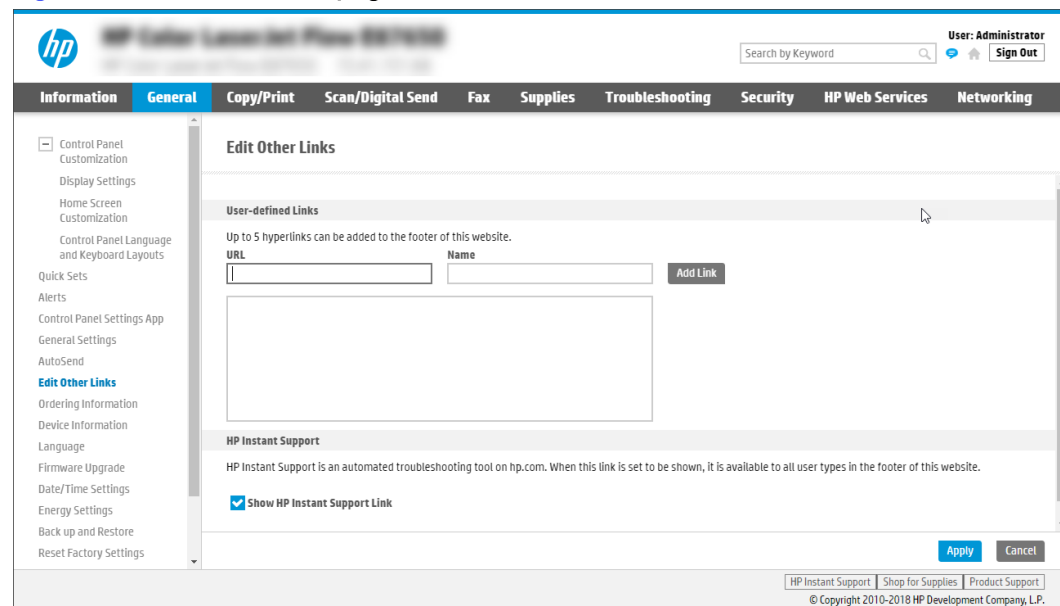 hp
User: Administrator
Search by Keyword
Sign Out
Information General Copy/Print Scan/Digital Send Fax Supplies Troubleshooting Security HP Web Services Networking
Control Panel
Customization
Display Settings
Home Screen
Customization
Control Panel Language
and Keyboard Layouts
Quick Sets
Alerts
Control Panel Settings App
General Settings
AutoSend
Edit Other Links
Ordering Information
Device Information
Language
Firmware Upgrade
Date/Time Settings
Energy Settings
Back up and Restore
Reset Factory Settings
Edit Other Links
User-defined Links
Up to 5 hyperlinks can be added to the footer of this website.
URL Name
Add Link
HP Instant Support
HP Instant Support is an automated troubleshooting tool on hp.com. When this link is set to be shown, it is available to all user types in the footer of this website.
Show HP Instant Support Link
Apply Cancel
HP Instant Support Shop for Supplies Product Support
© Copyright 2010-2018 HP Development Company, L.P.